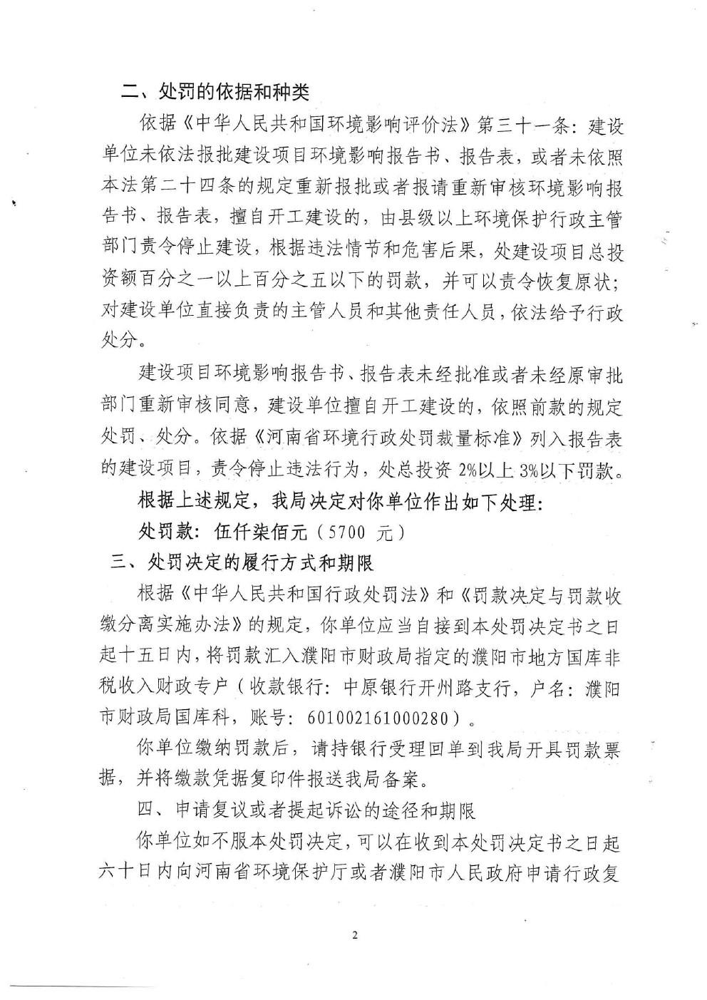 二、处罚的依据和种类
依据《中华人民共和国环境影响评价法》第三十一条：建设
单位未依法报批建设项目环境影响报告书、报告表，或者未依照
本法第二十四条的规定重新报批或者报请重新审核环境影响报
告书、报告表，擅自开工建设的，由县级以上环境保护行政主管
部门责令停止建设，根据违法情节和危害后果，处建设项目总投
资额百分之一以上百分之五以下的罚款，并可以责令恢复原状；
对建设单位直接负责的主管人员和其他责任人员，依法给予行政
处分。
建设项目环境影响报告书、报告表未经批准或者未经原审批
部门重新审核同意，建设单位擅自开工建设的，依照前款的规定
处罚、处分。依据《河南省环境行政处罚裁量标准》列入报告表
的建设项目，责令停止违法行为，处总投资 2%以上 3%以下罚款。
根据上述规定，我局决定对你单位作出如下处理：
处罚款：伍仟柒佰元（5700 元）
三、处罚决定的履行方式和期限
根据《中华人民共和国行政处罚法》和《罚款决定与罚款收
缴分离实施办法》的规定，你单位应当自接到本处罚决定书之日
起十五日内，将罚款汇入濮阳市财政局指定的濮阳市地方国库非
税收入财政专户（收款银行：中原银行开州路支行，户名：濮阳
市财政局国库科，账号：601002161000280）。
你单位缴纳罚款后，请持银行受理回单到我局开具罚款票
据，并将缴款凭据复印件报送我局备案。
四、申请复议或者提起诉讼的途径和期限
你单位如不服本处罚决定，可以在收到本处罚决定书之日起
六十日内向河南省环境保护厅或者濮阳市人民政府申请行政复
2